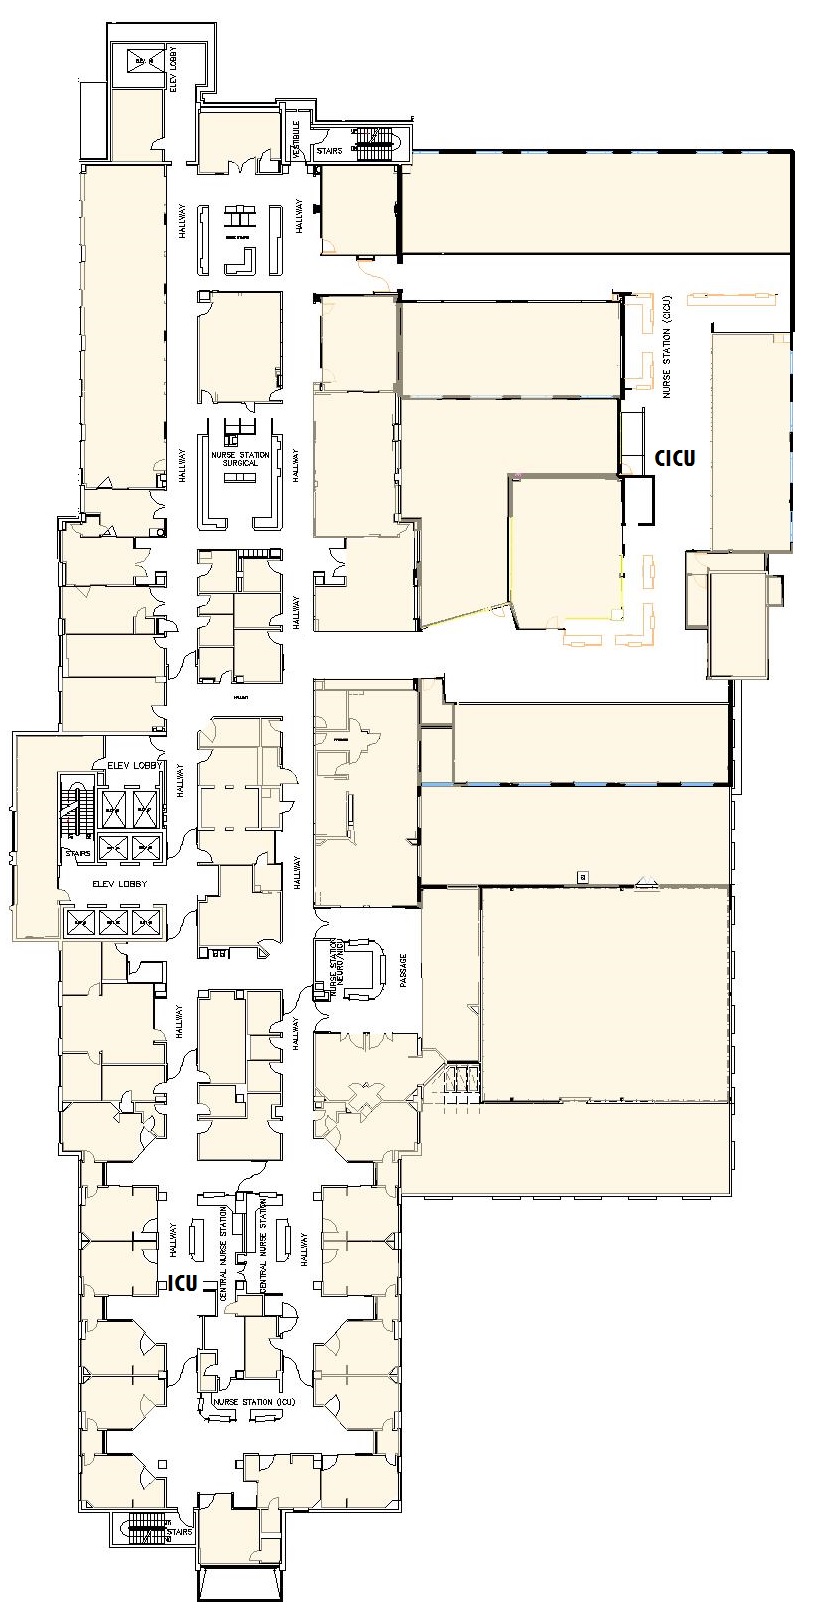 ELEV LOBBY
VESTIBULE
STAIRS
HALLWAY
HALLWAY
NURSE STATION (CICU)
NURSE STATION
SURGICAL
HALLWAY
HALLWAY
CICU
HALLWAY
ELEV LOBBY
HALLWAY
STAIRS
ELEV LOBBY
HALLWAY
NURSE STATION
NEURO/NICU
PASSAGE
HALLWAY
HALLWAY
HALLWAY
CENTRAL NURSE STATION
CENTRAL NURSE STATION
HALLWAY
ICU
NURSE STATION (ICU)
STAIRS